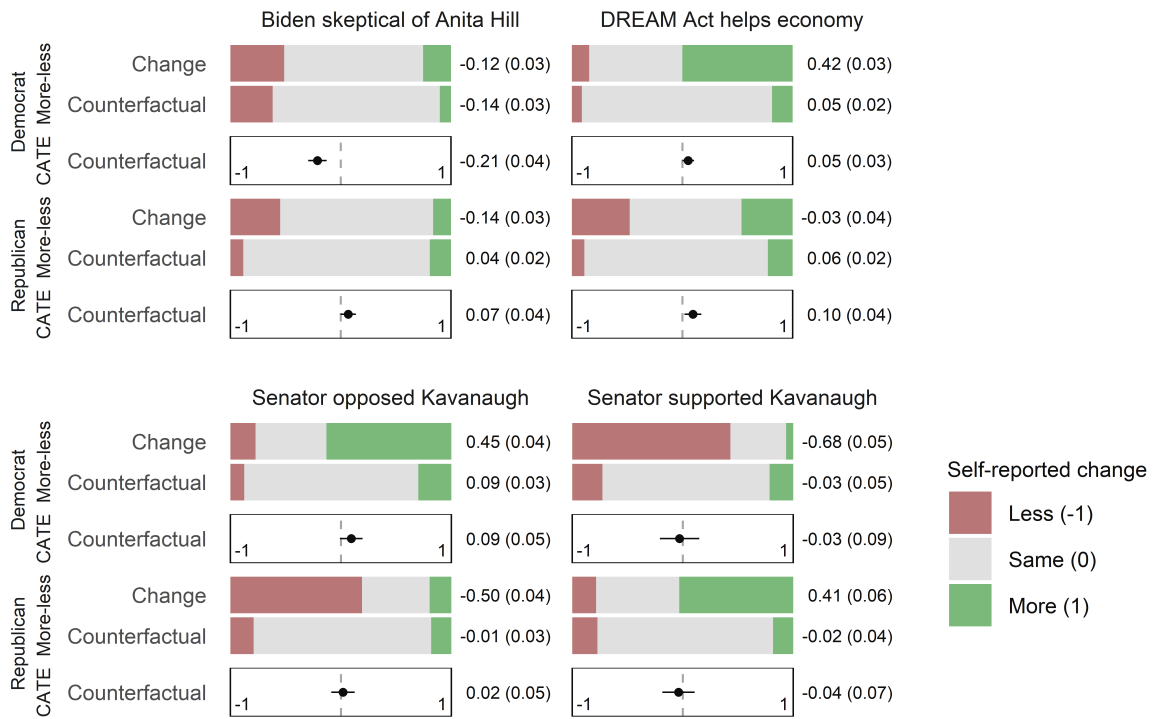 Biden skeptical of Anita Hill
DREAM Act helps economy
Democrat
More-less
Change
-0.12 (0.03)
0.42 (0.03)
Counterfactual
-0.14 (0.03)
0.05 (0.02)
CATE
Counterfactual
-1
1
-0.21 (0.04)
-1
1
0.05 (0.03)
Republican
More-less
Change
-0.14 (0.03)
-0.03 (0.04)
Counterfactual
0.04 (0.02)
0.06 (0.02)
CATE
Counterfactual
-1
1
0.07 (0.04)
-1
1
0.10 (0.04)
Senator opposed Kavanaugh
Senator supported Kavanaugh
Democrat
More-less
Change
0.45 (0.04)
-0.68 (0.05)
Counterfactual
0.09 (0.03)
-0.03 (0.05)
CATE
Counterfactual
-1
1
0.09 (0.05)
-1
1
-0.03 (0.09)
Republican
More-less
Change
-0.50 (0.04)
0.41 (0.06)
Counterfactual
-0.01 (0.03)
-0.02 (0.04)
CATE
Counterfactual
-1
1
0.02 (0.05)
-1
1
-0.04 (0.07)
Self-reported change
Less (-1)
Same (0)
More (1)